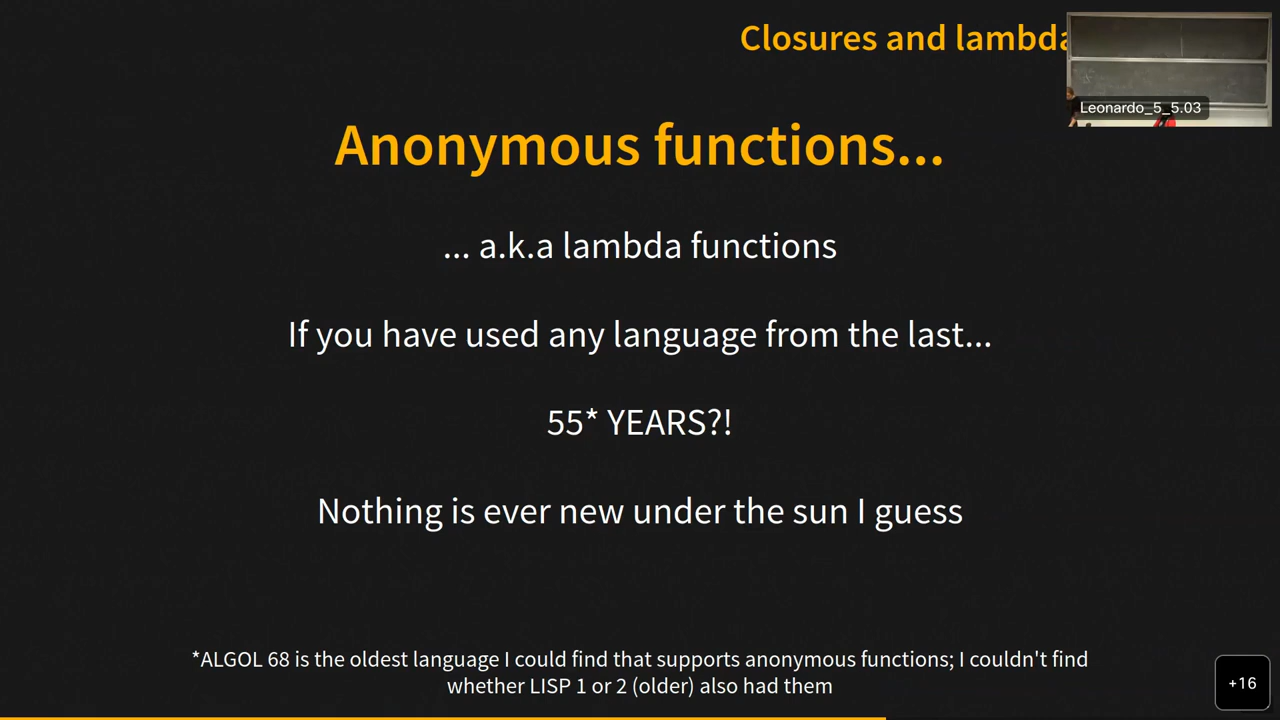 Closures and lambda
Leonardo_5_5.03
Anonymous functions...
... a.k.a lambda functions
If you have used any language from the last...
55* YEARS?!
Nothing is ever new under the sun I guess
*ALGOL 68 is the oldest language I could find that supports anonymous functions; I couldn't find
whether LISP 1 or 2 (older) also had them
+16